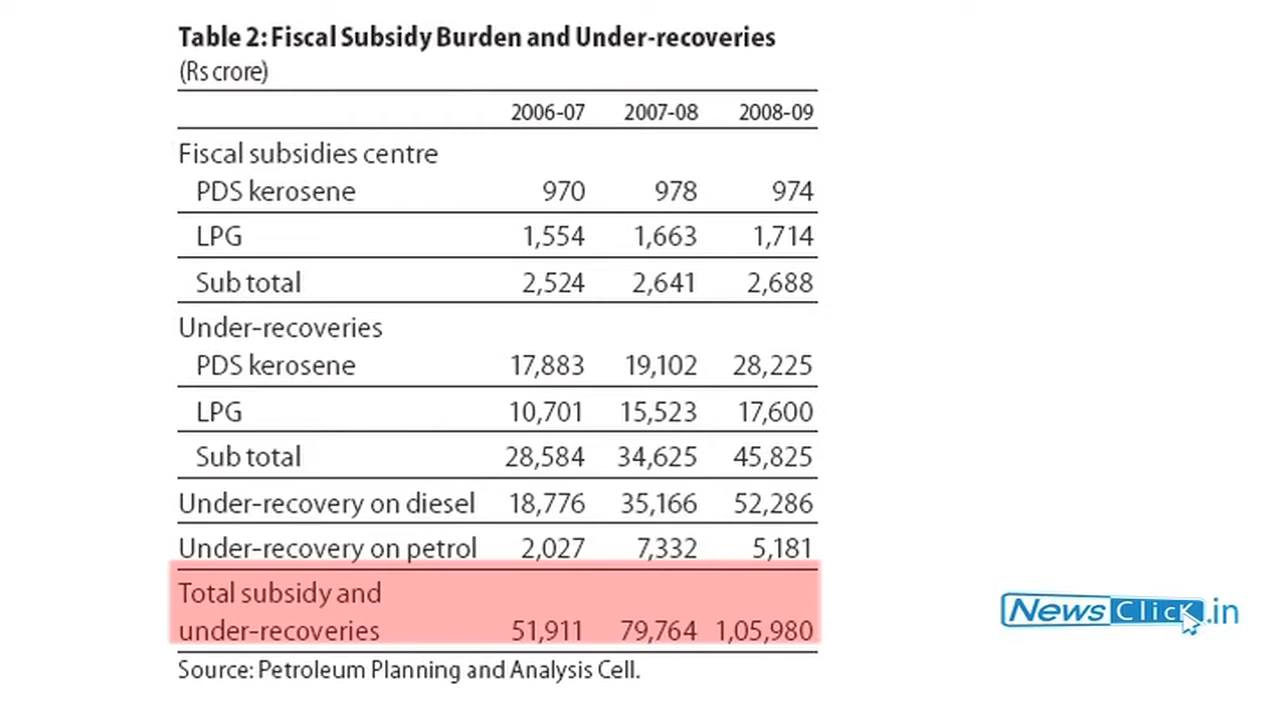 Table 2: Fiscal Subsidy Burden and Under-recoveries
(Rs crore)
2006-07 2007-08 2008-09
Fiscal subsidies centre
PDS kerosene 970 978 974
LPG 1,554 1,663 1,714
Sub total 2,524 2,641 2,688
Under-recoveries
PDS kerosene 17,883 19,102 28,225
LPG 10,701 15,523 17,600
Sub total 28,584 34,625 45,825
Under-recovery on diesel 18,776 35,166 52,286
Under-recovery on petrol 2,027 7,332 5,181
Total subsidy and
under-recoveries 51,911 79,764 1,05,980
Source: Petroleum Planning and Analysis Cell.
NewsClick.in